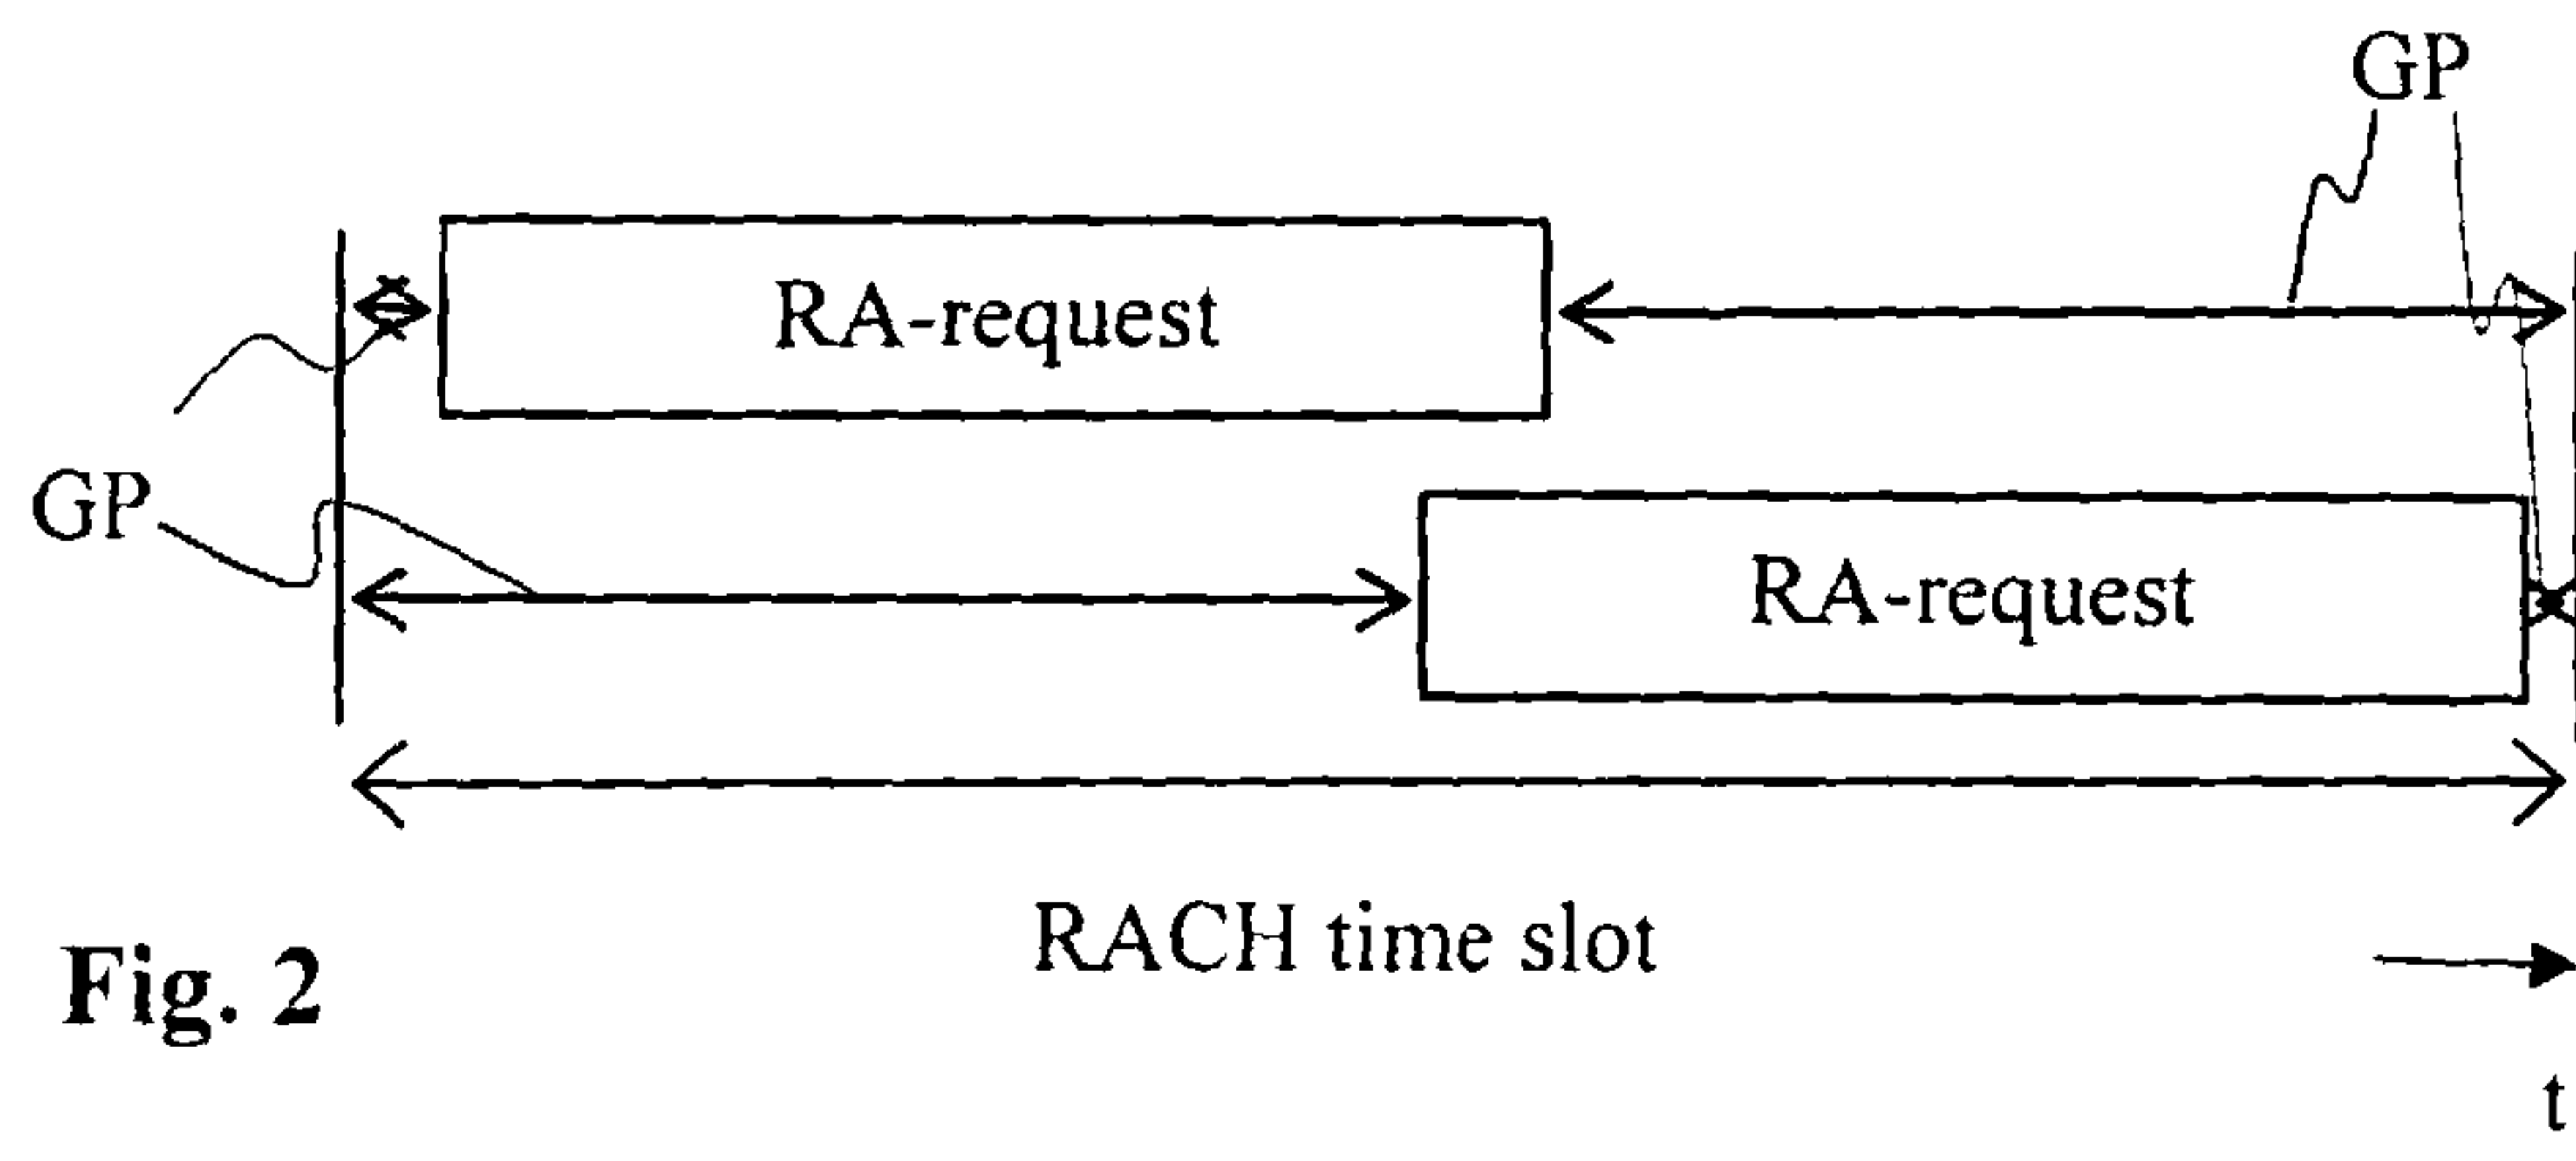 GP
RA-request
GP
RA-request
RACH time slot
Fig. 2
t